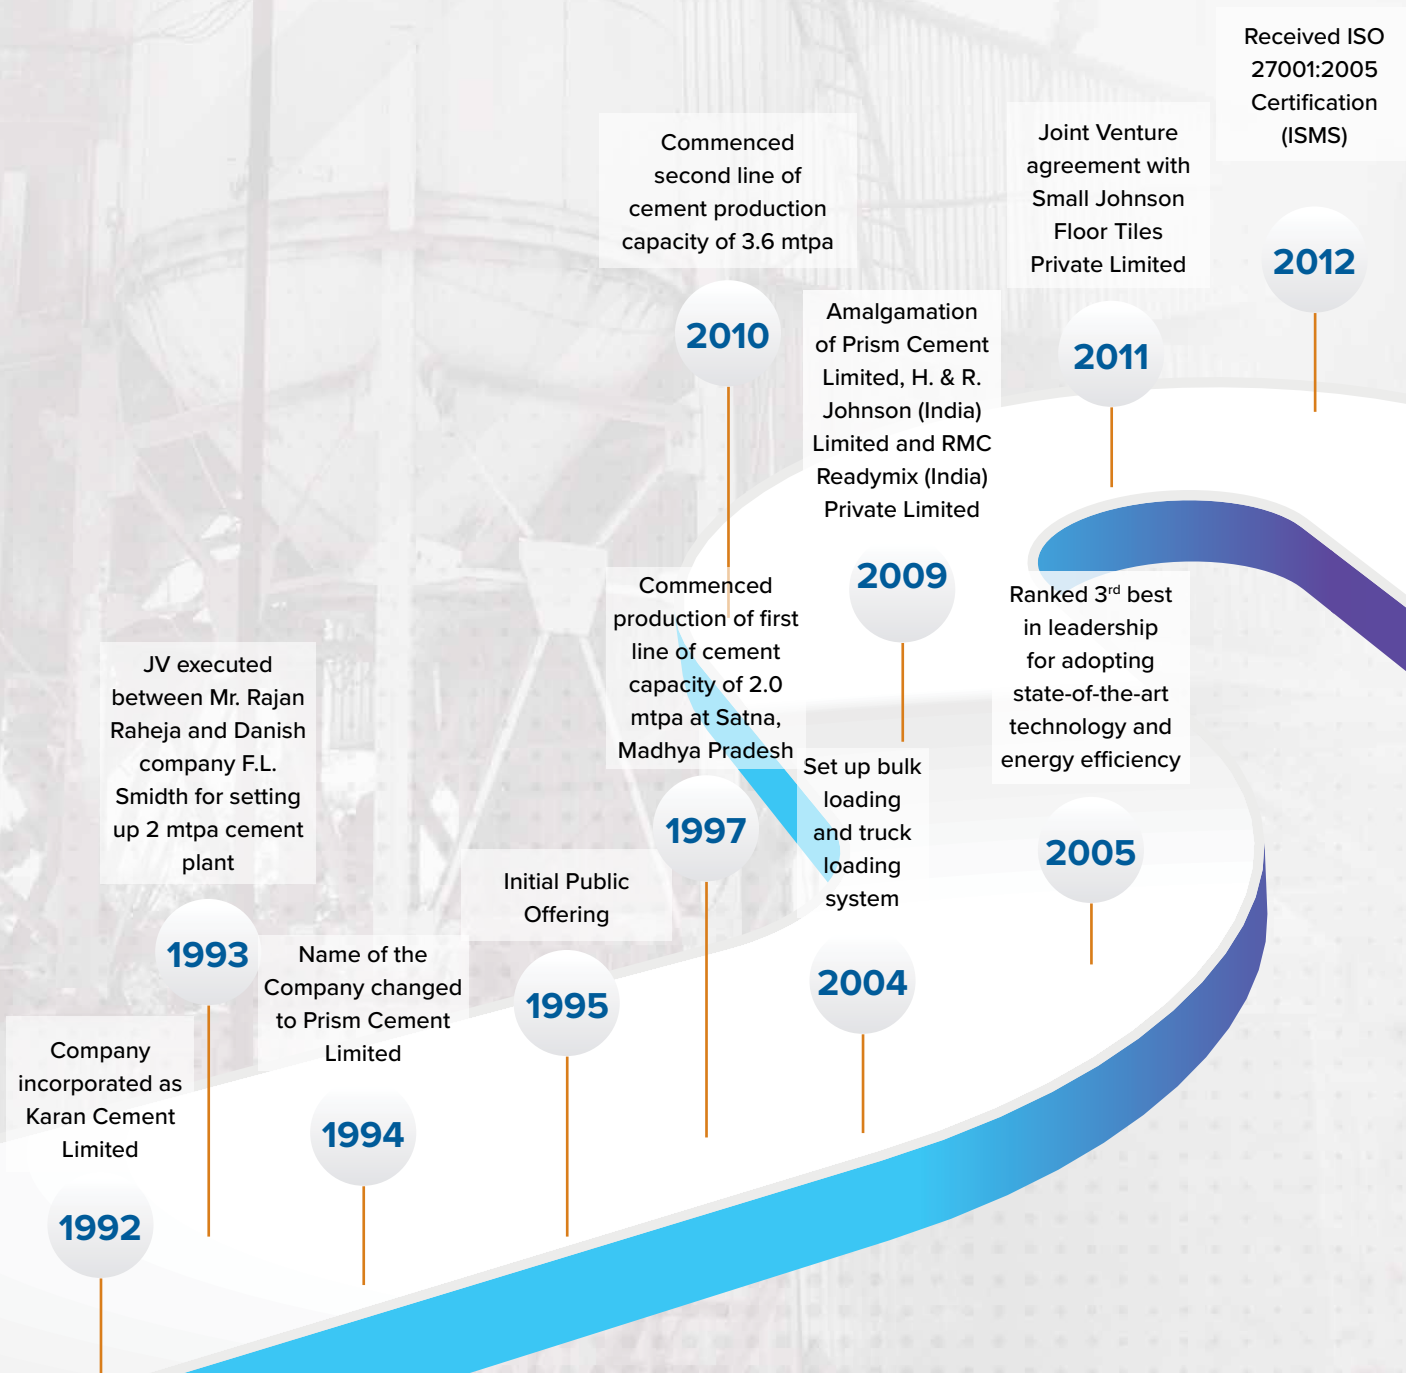 Company
incorporated as
Karan Cement
Limited
1992
JV executed
between Mr. Rajan
Raheja and Danish
company F.L.
Smidth for setting
up 2 mtpa cement
plant
1993
Name of the
Company changed
to Prism Cement
Limited
1994
Initial Public
Offering
1995
Commenced
production of first
line of cement
capacity of 2.0
mtpa at Satna,
Madhya Pradesh
1997
Set up bulk
loading
and truck
loading
system
2004
Ranked 3rd best
in leadership
for adopting
state-of-the-art
technology and
energy efficiency
2005
Amalgamation
of Prism Cement
Limited, H. & R.
Johnson (India)
Limited and RMC
Readymix (India)
Private Limited
2009
Commenced
second line of
cement production
capacity of 3.6 mtpa
2010
Joint Venture
agreement with
Small Johnson
Floor Tiles
Private Limited
2011
Received ISO
27001:2005
Certification
(ISMS)
2012